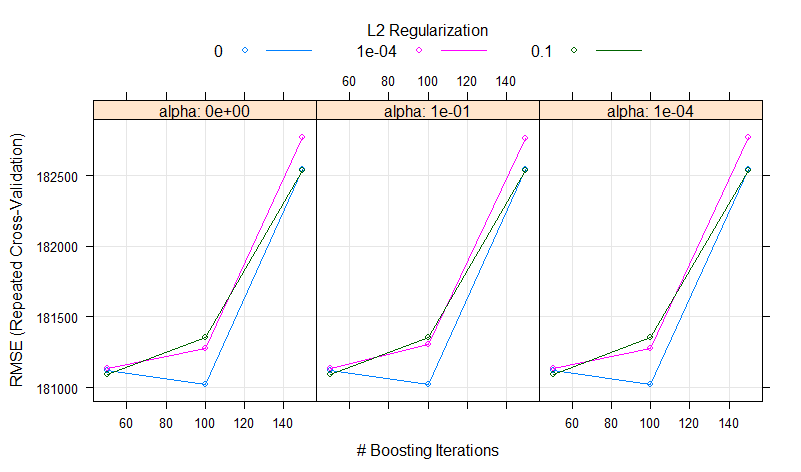 L2 Regularization
0 1e-04 0.1
60 80 100 120 140
alpha: 0e+00 alpha: 1e-01 alpha: 1e-04
RMSE (Repeated Cross-Validation)
182500
182000
181500
181000
60 80 100 120 140 60 80 100 120 140
# Boosting Iterations